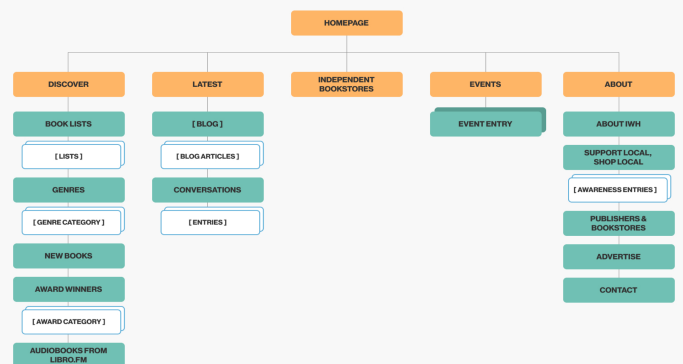 HOMEPAGE
DISCOVER
LATEST
INDEPENDENT
BOOKSTORES
EVENTS
ABOUT
BOOK LISTS
[ LISTS ]
GENRES
[ GENRE CATEGORY ]
NEW BOOKS
AWARD WINNERS
[ AWARD CATEGORY ]
AUDIOBOOKS FROM
LIBRO.FM
[ BLOG ]
[ BLOG ARTICLES ]
CONVERSATIONS
[ ENTRIES ]
EVENT ENTRY
ABOUT IWH
SUPPORT LOCAL,
SHOP LOCAL
[ AWARENESS ENTRIES ]
PUBLISHERS &
BOOKSTORES
ADVERTISE
CONTACT